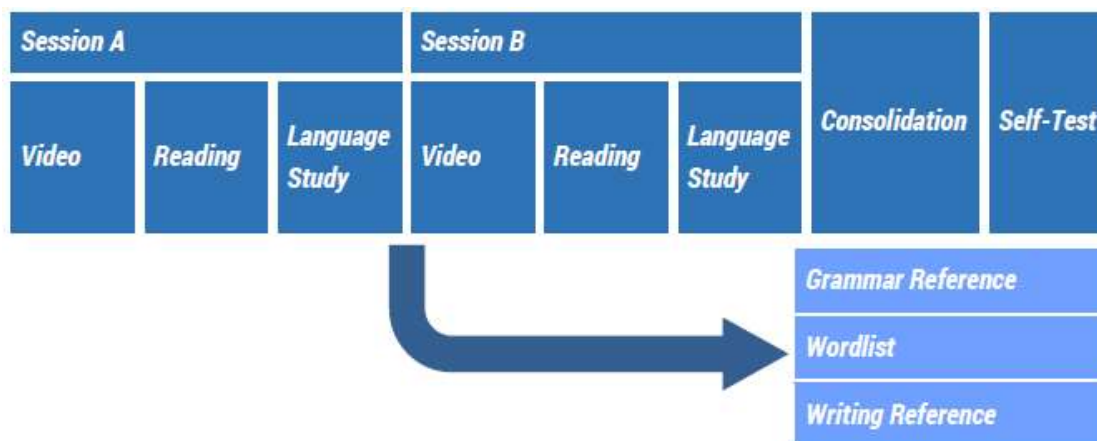 Session A
Session B
Video
Reading
Language
Study
Video
Reading
Language
Study
Consolidation
Self-Test
Grammar Reference
Wordlist
Writing Reference